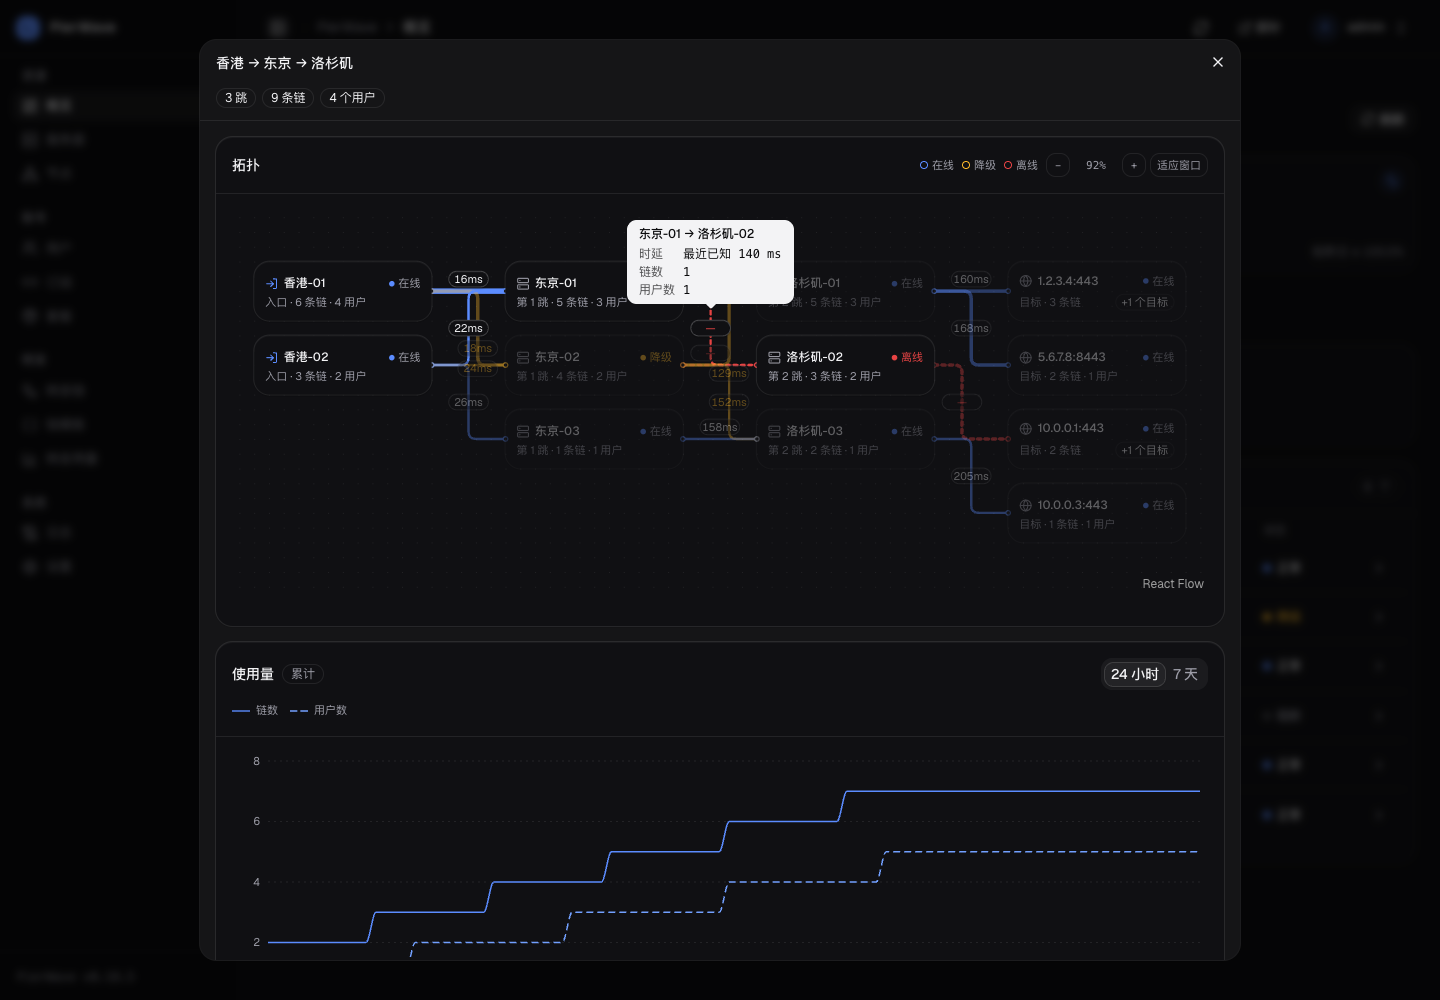 香港 → 东京 → 洛杉矶
3 跳
9 条链
4 个用户
拓扑
在线
降级
离线
−
92%
+
适应窗口
东京-01 → 洛杉矶-02
时延 最近已知 140 ms
链数 1
用户数 1
香港-01
在线
入口 · 6 条链 · 4 用户
香港-02
在线
入口 · 3 条链 · 2 用户
16ms
22ms
18ms
24ms
26ms
东京-01
第 1 跳 · 5 条链 · 3 用户
东京-02
降级
第 1 跳 · 4 条链 · 2 用户
东京-03
在线
第 1 跳 · 1 条链 · 1 用户
—
129ms
152ms
158ms
杉矶-01
在线
第 2 跳 · 5 条链 · 3 用户
洛杉矶-02
离线
第 2 跳 · 3 条链 · 2 用户
洛杉矶-03
在线
第 2 跳 · 2 条链 · 1 用户
160ms
168ms
—
205ms
1.2.3.4:443
在线
目标 · 3 条链
+1 个目标
5.6.7.8:8443
在线
目标 · 2 条链 · 1 用户
10.0.0.1:443
在线
目标 · 2 条链
+1 个目标
10.0.0.3:443
在线
目标 · 1 条链 · 1 用户
React Flow
使用量
累计
24 小时
7 天
链数
用户数
8
6
4
2